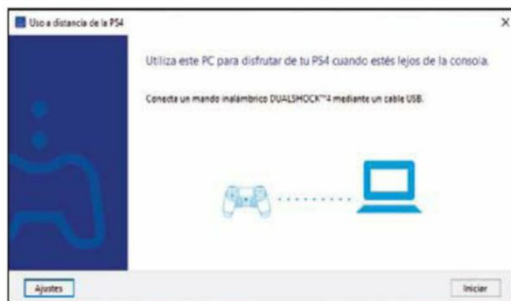 Uso a distancia de la PS4
Utiliza este PC para disfrutar de tu PS4 cuando estés lejos de la consola.
Conecta un mando inalámbrico DUALSHOCK™4 mediante un cable USB.
Ajustes
Iniciar